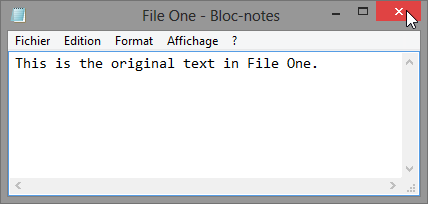 File One - Bloc-notes
Fichier Edition Format Affichage ?
This is the original text in File One.